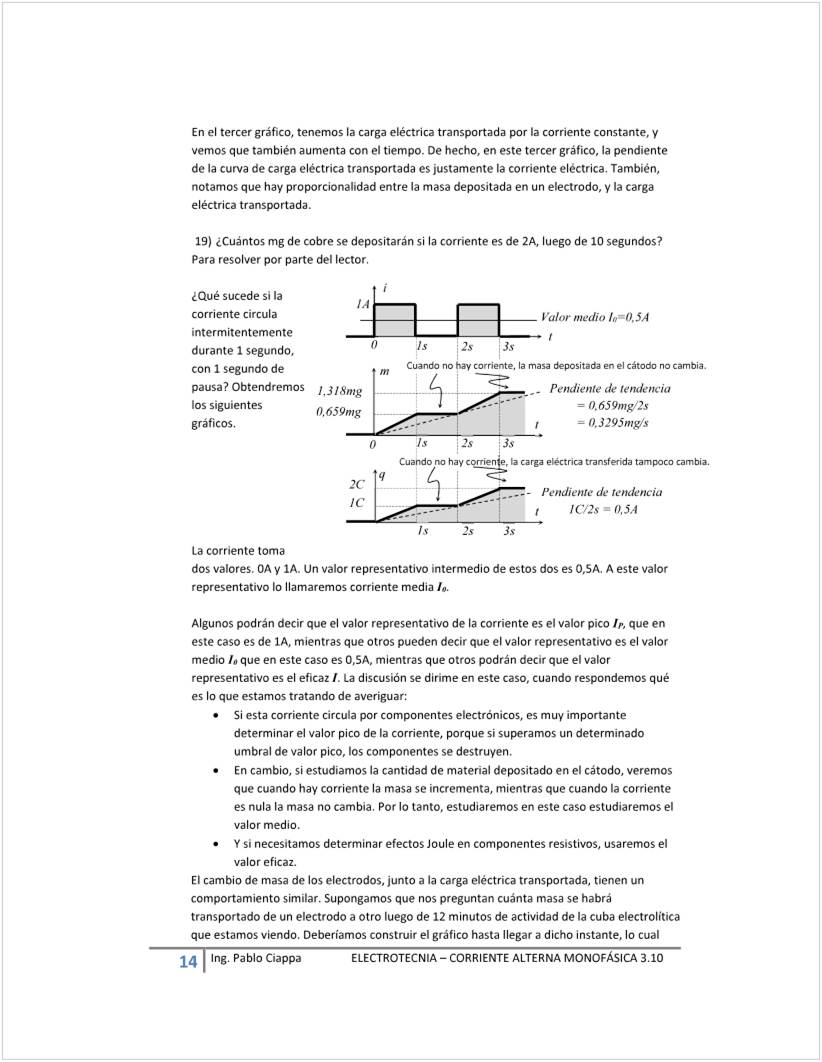 En el tercer gráfico, tenemos la carga eléctrica transportada por la corriente constante, y
vemos que también aumenta con el tiempo. De hecho, en este tercer gráfico, la pendiente
de la curva de carga eléctrica transportada es justamente la corriente eléctrica. También,
notamos que hay proporcionalidad entre la masa depositada en un electrodo, y la carga
eléctrica transportada.
19) ¿Cuántos mg de cobre se depositarán si la corriente es de 2A, luego de 10 segundos?
Para resolver por parte del lector.
¿Qué sucede si la
corriente circula
intermitentemente
durante 1 segundo,
con 1 segundo de
pausa? Obtendremos
los siguientes
gráficos.
i
1A
Valor medio I₀=0,5A
t
0 1s 2s 3s
Cuando no hay corriente, la masa depositada en el cátodo no cambia.
m
1,318mg
0,659mg
Pendiente de tendencia
= 0,659mg/2s
= 0,3295mg/s
t
0 1s 2s 3s
Cuando no hay corriente, la carga eléctrica transferida tampoco cambia.
q
2C
1C
Pendiente de tendencia
1C/2s = 0,5A
t
1s 2s 3s
La corriente toma
dos valores. 0A y 1A. Un valor representativo intermedio de estos dos es 0,5A. A este valor
representativo lo llamaremos corriente media I₀.
Algunos podrán decir que el valor representativo de la corriente es el valor pico Iₚ, que en
este caso es de 1A, mientras que otros pueden decir que el valor representativo es el valor
medio I₀ que en este caso es 0,5A, mientras que otros podrán decir que el valor
representativo es el eficaz I. La discusión se dirime en este caso, cuando respondemos qué
es lo que estamos tratando de averiguar:
• Si esta corriente circula por componentes electrónicos, es muy importante
determinar el valor pico de la corriente, porque si superamos un determinado
umbral de valor pico, los componentes se destruyen.
• En cambio, si estudiamos la cantidad de material depositado en el cátodo, veremos
que cuando hay corriente la masa se incrementa, mientras que cuando la corriente
es nula la masa no cambia. Por lo tanto, estudiaremos en este caso estudiaremos el
valor medio.
• Y si necesitamos determinar efectos Joule en componentes resistivos, usaremos el
valor eficaz.
El cambio de masa de los electrodos, junto a la carga eléctrica transportada, tienen un
comportamiento similar. Supongamos que nos preguntan cuánta masa se habrá
transportado de un electrodo a otro luego de 12 minutos de actividad de la cuba electrolítica
que estamos viendo. Deberíamos construir el gráfico hasta llegar a dicho instante, lo cual
14 Ing. Pablo Ciappa ELECTROTECNIA – CORRIENTE ALTERNA MONOFÁSICA 3.10